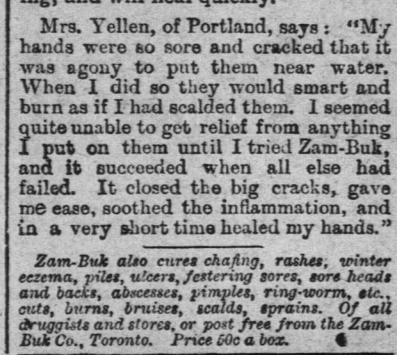 ing, and will heal quickly.
Mrs. Yellen, of Portland, says: "My
hands were so sore and cracked that it
was agony to put them near water.
When I did so they would smart and
burn as if I had scalded them. I seemed
quite unable to get relief from anything
I put on them until I tried Zam-Buk,
and it succeeded when all else had
failed. It closed the big cracks, gave
me ease, soothed the inflammation, and
in a very short time healed my hands."
Zam-Buk also cures chafing, rashes, winter
eczema, piles, ulcers, festering sores, sore heads
and backs, abscesses, pimples, ring-worm, etc.,
cuts, burns, bruises, scalds, sprains. Of all
druggists and stores, or post free from the Zam-
Buk Co., Toronto. Price 50c a box. 6